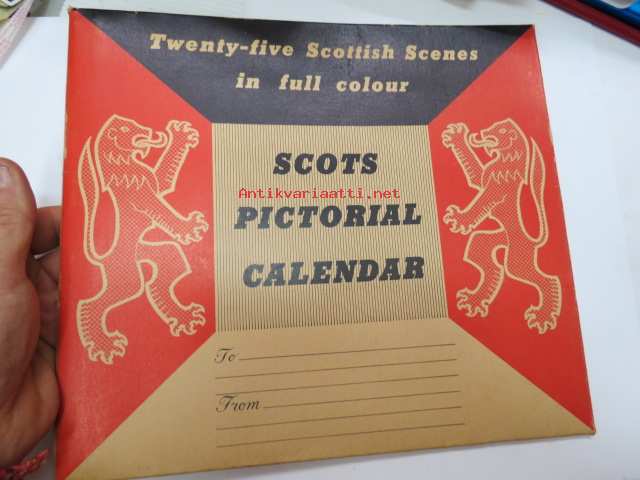 Twenty-five Scottish Scenes
in full colour
SCOTS
Antikvariaatti.net
PICTORIAL
CALENDAR
To
From